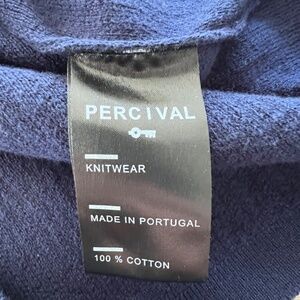 PERCIVAL
KNITWEAR
MADE IN PORTUGAL
100 % COTTON